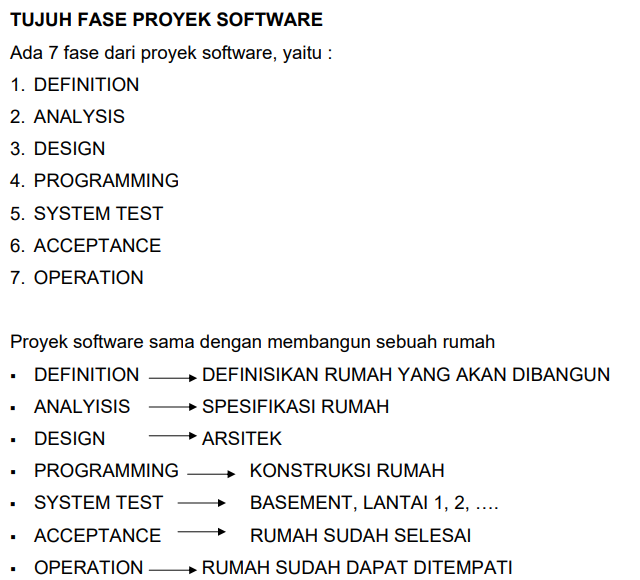 TUJUH FASE PROYEK SOFTWARE
Ada 7 fase dari proyek software, yaitu :
1. DEFINITION
2. ANALYSIS
3. DESIGN
4. PROGRAMMING
5. SYSTEM TEST
6. ACCEPTANCE
7. OPERATION
Proyek software sama dengan membangun sebuah rumah
▪ DEFINITION → DEFINISIKAN RUMAH YANG AKAN DIBANGUN
▪ ANALYISIS → SPESIFIKASI RUMAH
▪ DESIGN → ARSITEK
▪ PROGRAMMING → KONSTRUKSI RUMAH
▪ SYSTEM TEST → BASEMENT, LANTAI 1, 2, ….
▪ ACCEPTANCE → RUMAH SUDAH SELESAI
▪ OPERATION → RUMAH SUDAH DAPAT DITEMPATI